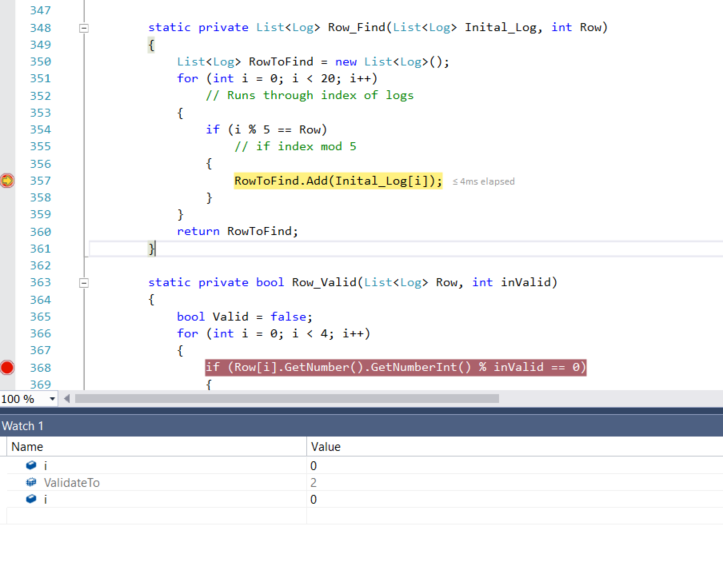 347
348 static private List<Log> Row_Find(List<Log> Inital_Log, int Row)
349 {
350 List<Log> RowToFind = new List<Log>();
351 for (int i = 0; i < 20; i++)
352 // Runs through index of logs
353 {
354 if (i % 5 == Row)
355 // if index mod 5
356 {
357 RowToFind.Add(Inital_Log[i]); ≤ 4ms elapsed
358 }
359 }
360 return RowToFind;
361 }
362
363 static private bool Row_Valid(List<Log> Row, int inValid)
364 {
365 bool Valid = false;
366 for (int i = 0; i < 4; i++)
367 {
368 if (Row[i].GetNumber().GetNumberInt() % inValid == 0)
369 {
100 %
Watch 1
Name Value
i 0
ValidateTo 2
i 0